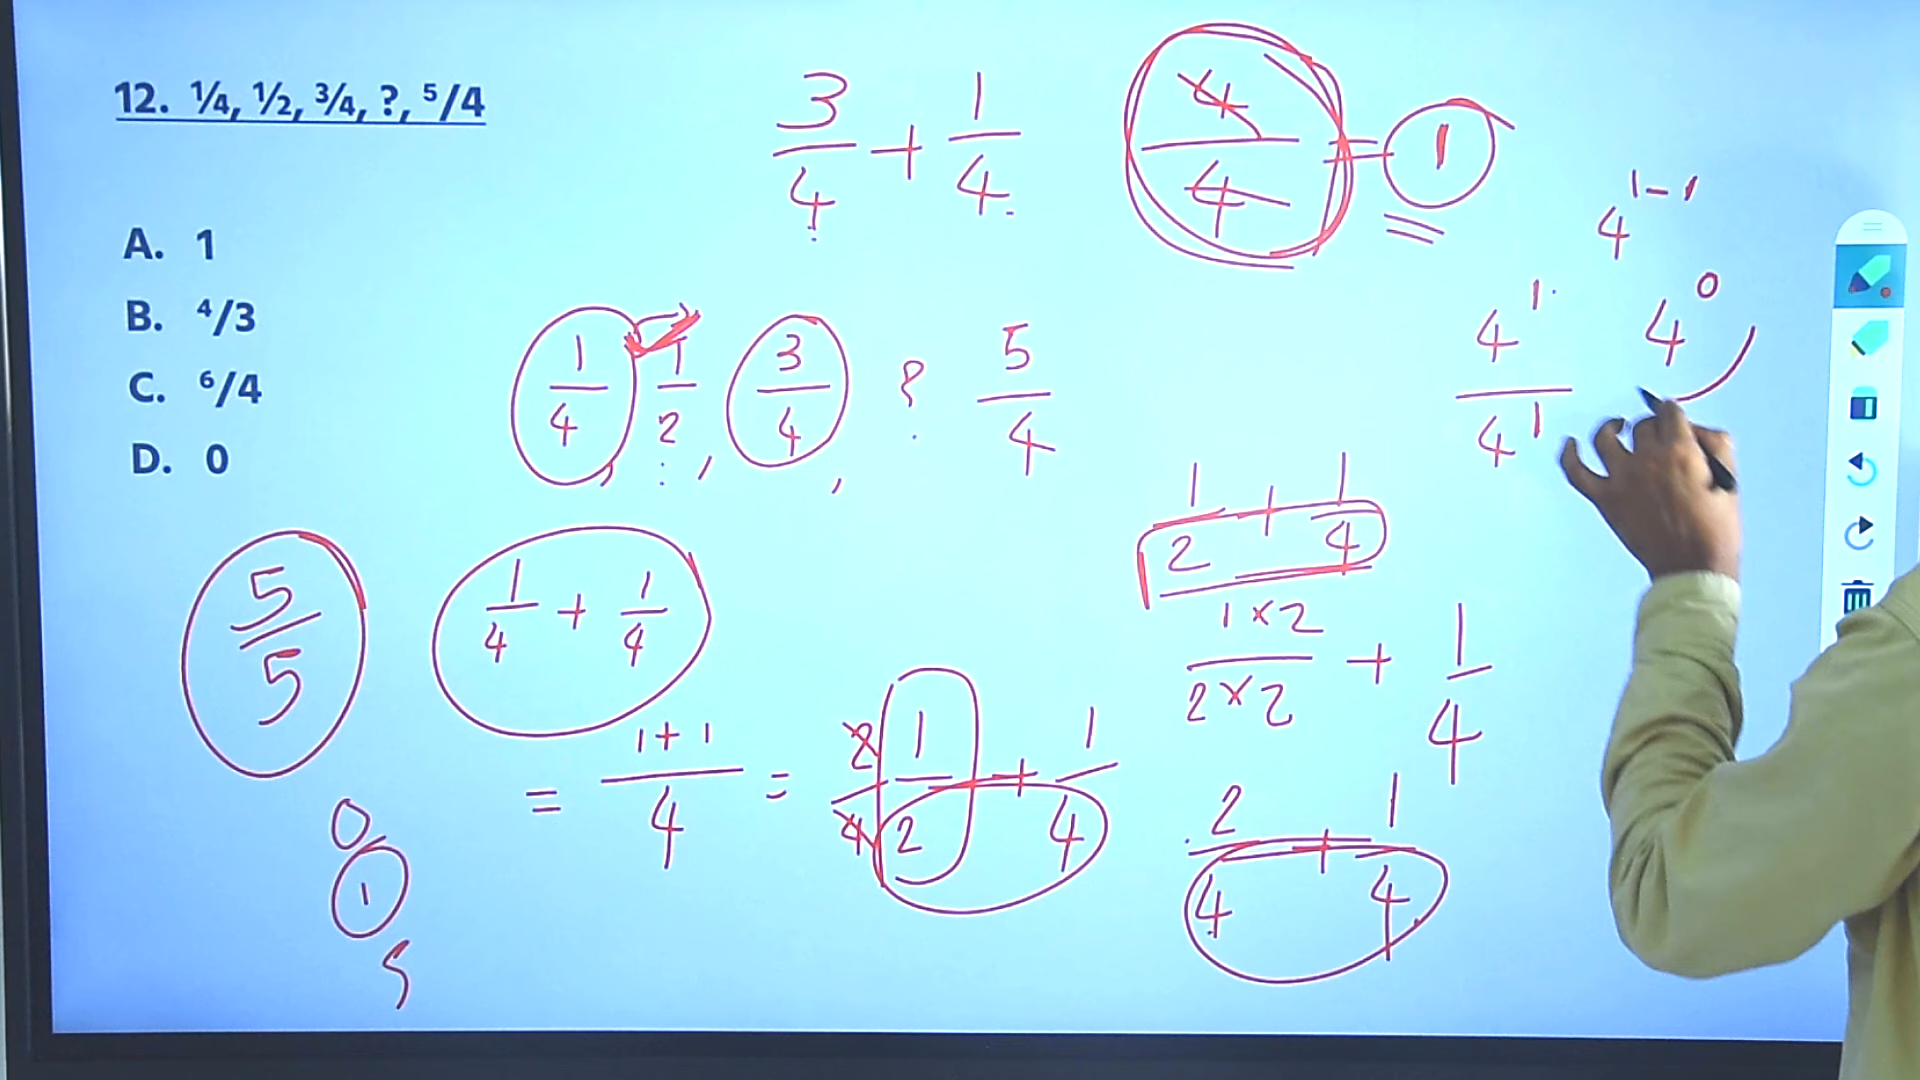 12. ¼, ½, ¾, ?, ⁵/4
A. 1
B. ⁴/3
C. ⁶/4
D. 0
3/4 + 1/4
4/4 = 1
4^1-1
4^1/4^1
4^0
1/4, 1/2, 3/4, ? 5/4
1/2 + 1/4
1×2/2×2 + 1/4
2/4 + 1/4
5/5
1/4 + 1/4
= 1+1/4 = 2/4 1/2 + 1/4
0
1